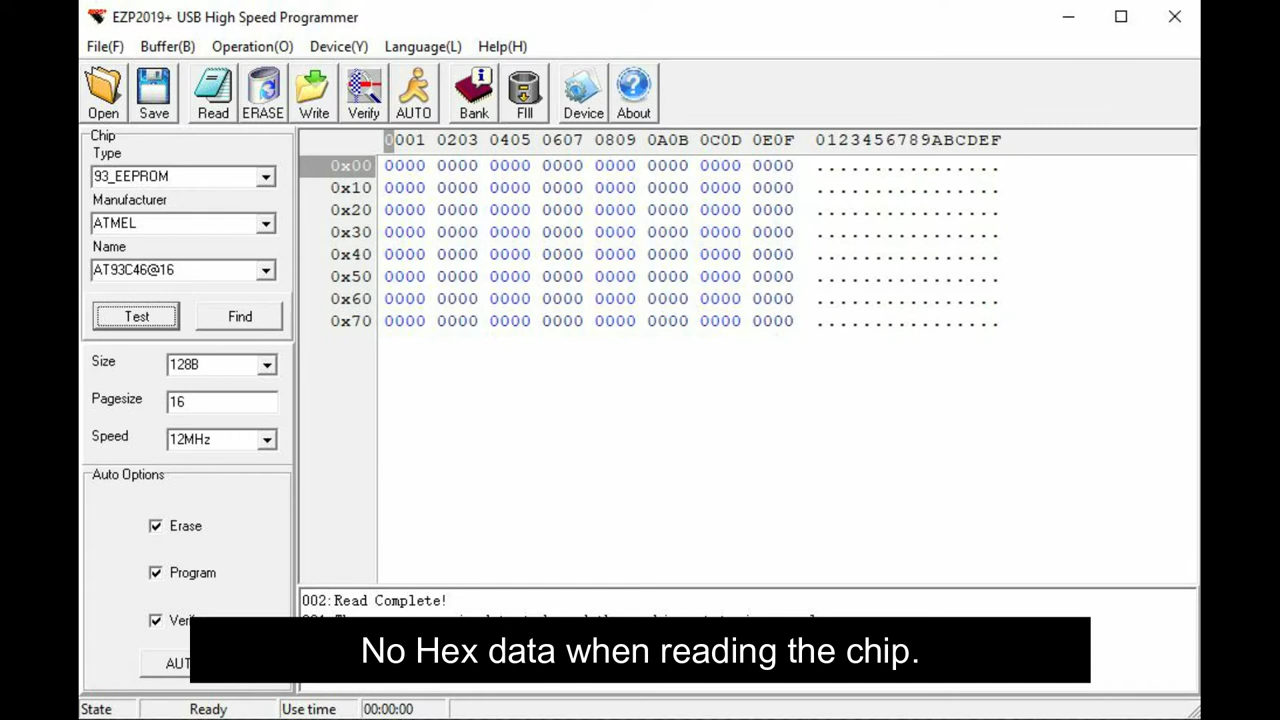 EZP2019+ USB High Speed Programmer
File(F) Buffer(B) Operation(O) Device(Y) Language(L) Help(H)
Open Save Read ERASE Write Verify AUTO Bank FIll Device About
Chip
Type
93_EEPROM
Manufacturer
ATMEL
Name
AT93C46@16
Test Find
Size 128B
Pagesize 16
Speed 12MHz
Auto Options
Erase
Program
0001 0203 0405 0607 0809 0A0B 0C0D 0E0F 0123456789ABCDEF
0x00 0000 0000 0000 0000 0000 0000 0000 0000 ................
0x10 0000 0000 0000 0000 0000 0000 0000 0000 ................
0x20 0000 0000 0000 0000 0000 0000 0000 0000 ................
0x30 0000 0000 0000 0000 0000 0000 0000 0000 ................
0x40 0000 0000 0000 0000 0000 0000 0000 0000 ................
0x50 0000 0000 0000 0000 0000 0000 0000 0000 ................
0x60 0000 0000 0000 0000 0000 0000 0000 0000 ................
0x70 0000 0000 0000 0000 0000 0000 0000 0000 ................
002:Read Complete!
No Hex data when reading the chip.
State Ready Use time 00:00:00